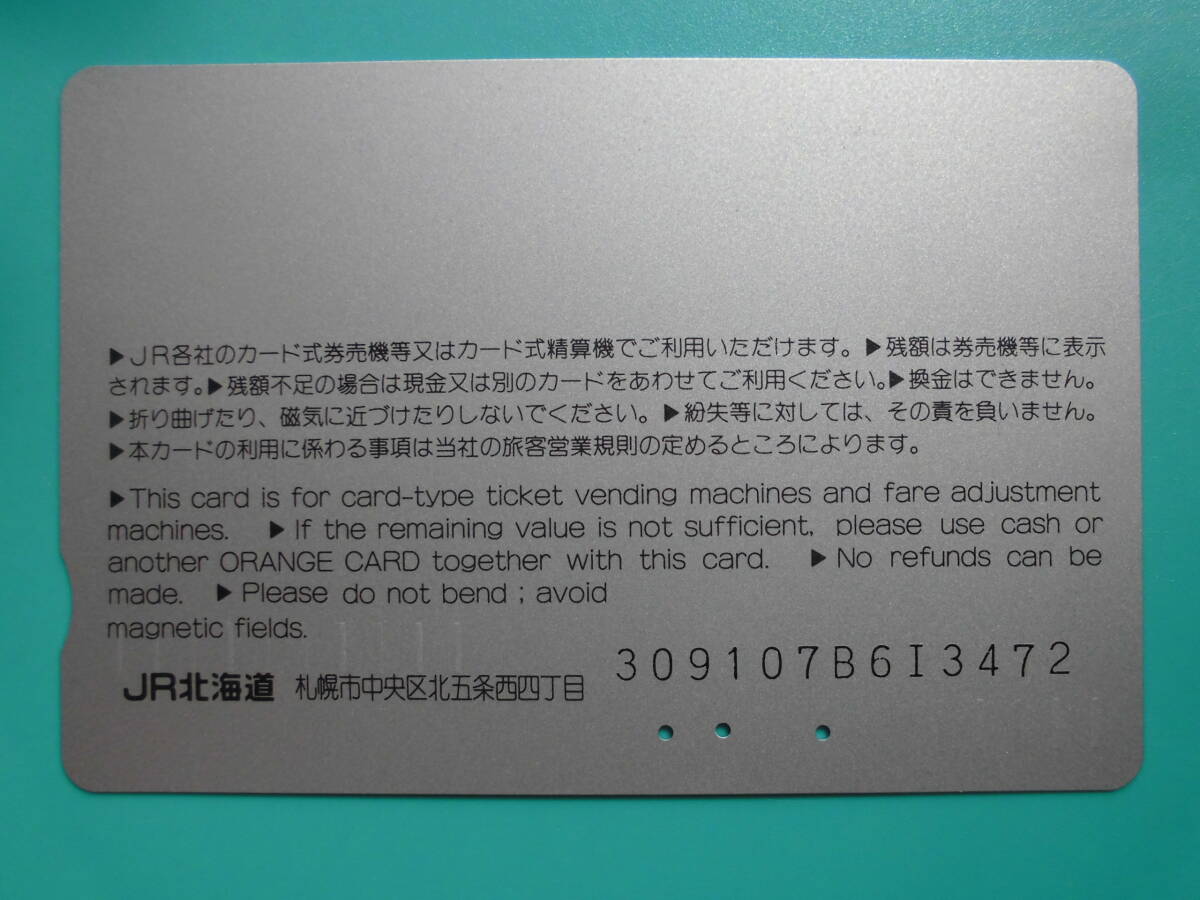 ▶JR各社のカード式券売機等又はカード式精算機でご利用いただけます。▶残額は券売機等に表示
されます。▶残額不足の場合は現金又は別のカードをあわせてご利用ください。▶換金はできません。
▶折り曲げたり、磁気に近づけたりしないでください。▶紛失等に対しては、その責を負いません。
▶本カードの利用に係わる事項は当社の旅客営業規則の定めるところによります。
▶This card is for card-type ticket vending machines and fare adjustment
machines. ▶If the remaining value is not sufficient, please use cash or
another ORANGE CARD together with this card. ▶No refunds can be
made. ▶Please do not bend ; avoid
magnetic fields.
309107B6I3472
JR北海道 札幌市中央区北五条西四丁目